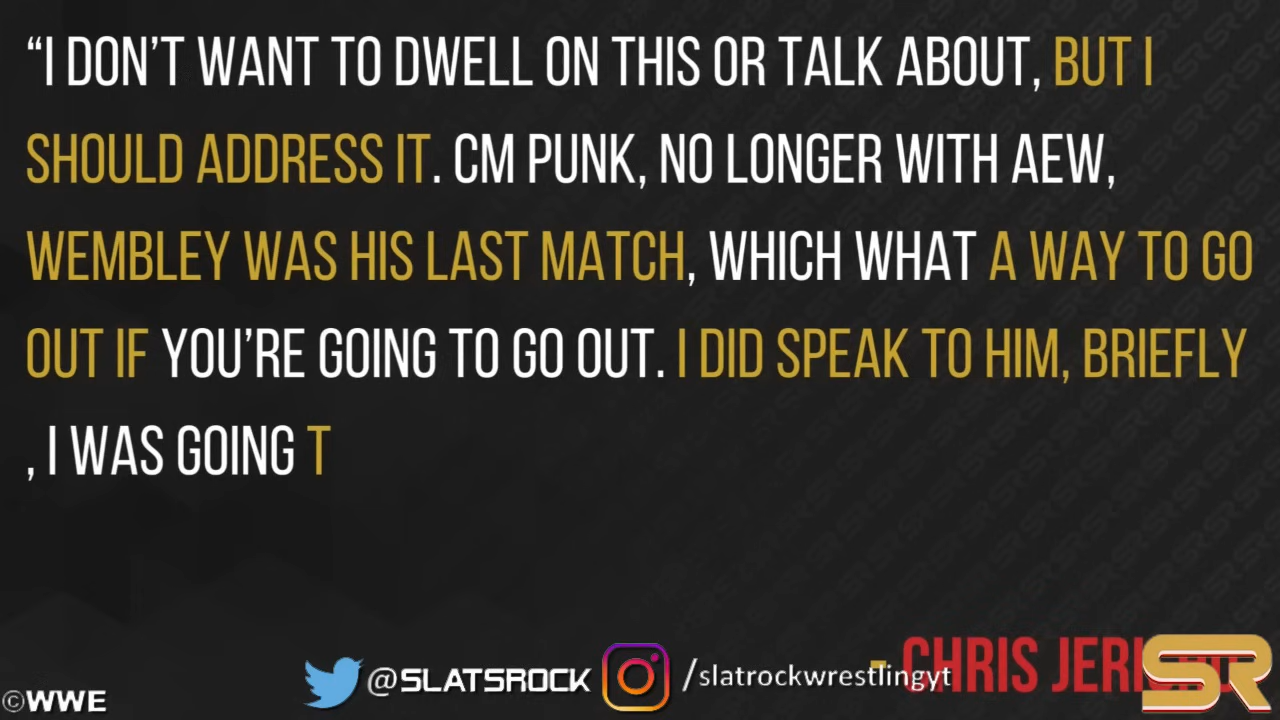 “I DON’T WANT TO DWELL ON THIS OR TALK ABOUT, BUT I
SHOULD ADDRESS IT. CM PUNK, NO LONGER WITH AEW,
WEMBLEY WAS HIS LAST MATCH, WHICH WHAT A WAY TO GO
OUT IF YOU’RE GOING TO GO OUT. I DID SPEAK TO HIM, BRIEFLY
, I WAS GOING T
- CHRIS
SR
@SLATSROCK
/slatrockwrestlingyt
©WWE